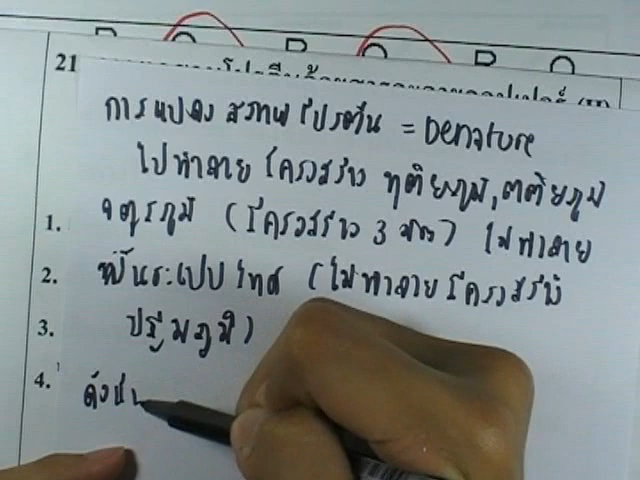 21
การแปลงสภาพโปรตีน = Denature
ไปทำลายโครงสร้าง ทุติยภูมิ, ตติยภูมิ
1.
จตุรภูมิ (โครงสร้าง 3 มิติ) ไม่ทำลาย
2.
พันธะเปปไทด์ (ไม่ทำลายโครงสร้าง
3.
ปฐมภูมิ)
4.
ดังนั้น